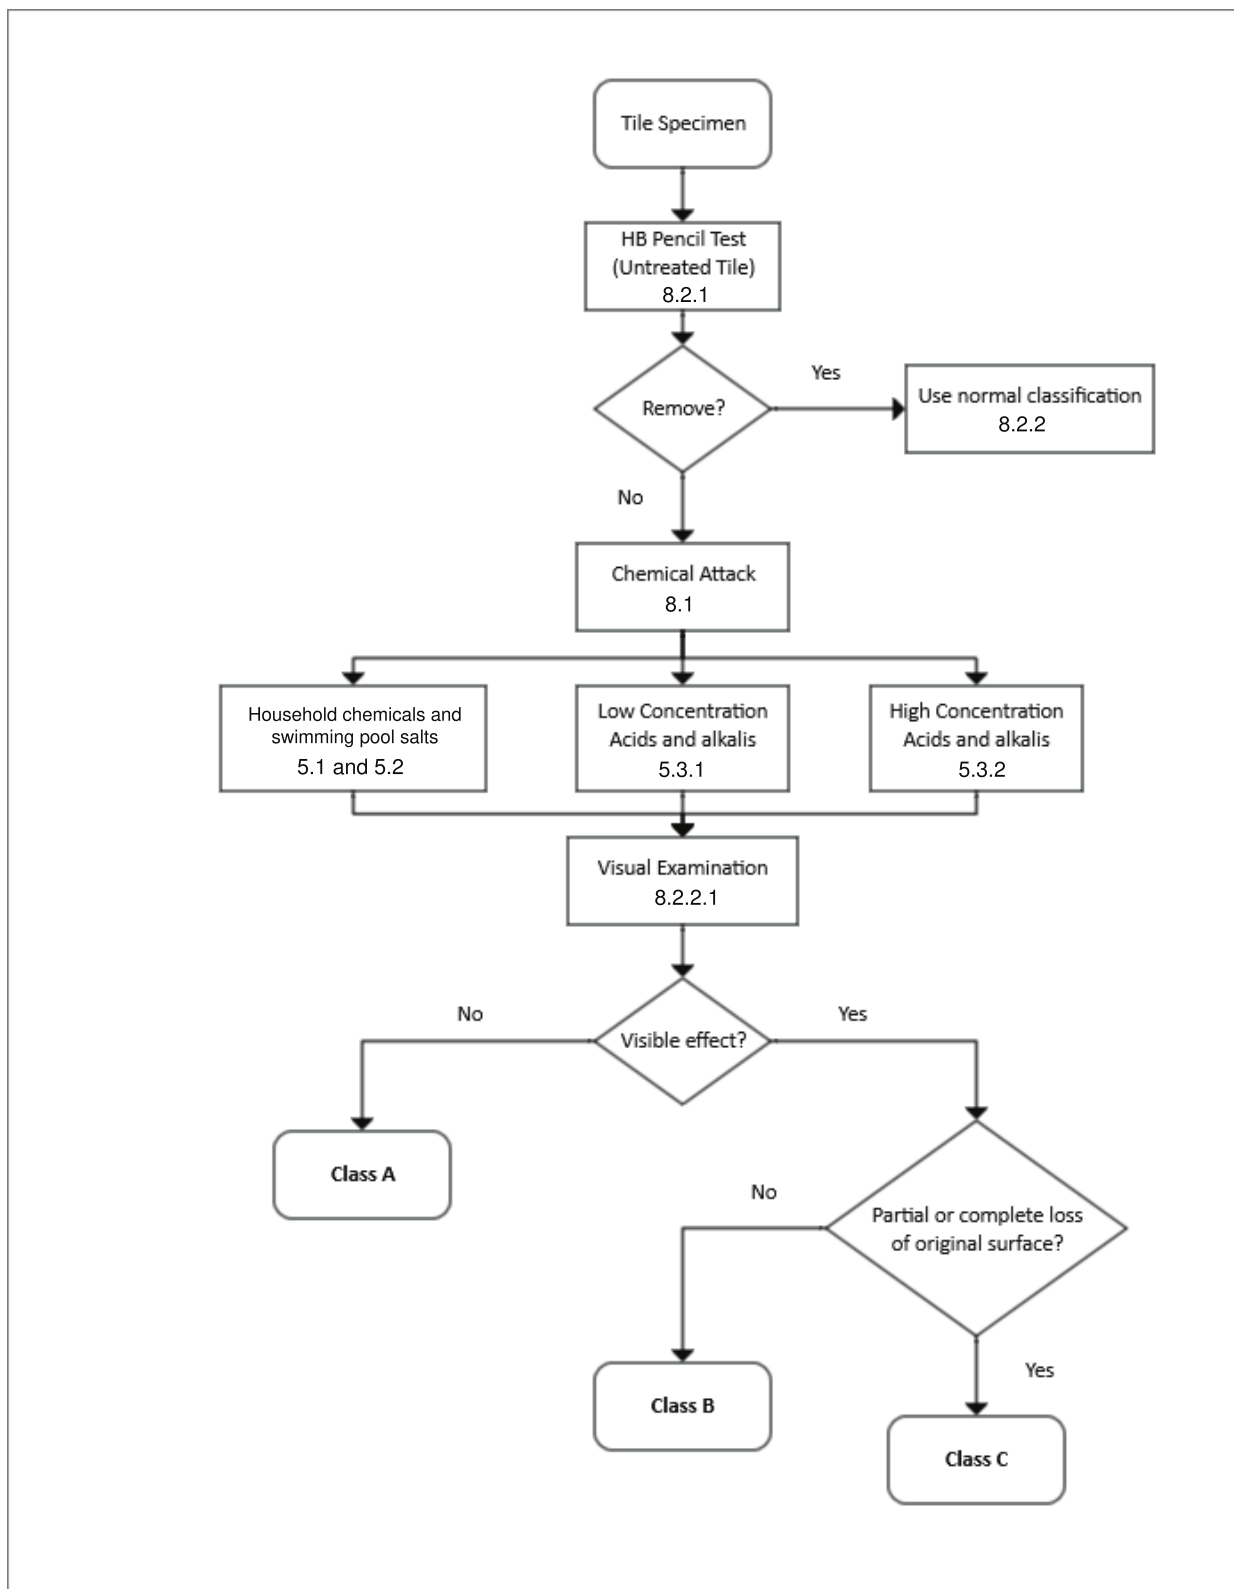 Tile Specimen
HB Pencil Test
(Untreated Tile)
8.2.1
Remove?
Yes
Use normal classification
8.2.2
No
Chemical Attack
8.1
Household chemicals and
swimming pool salts
5.1 and 5.2
Low Concentration
Acids and alkalis
5.3.1
High Concentration
Acids and alkalis
5.3.2
Visual Examination
8.2.2.1
Visible effect?
No
Yes
Class A
Partial or complete loss
of original surface?
No
Yes
Class B
Class C